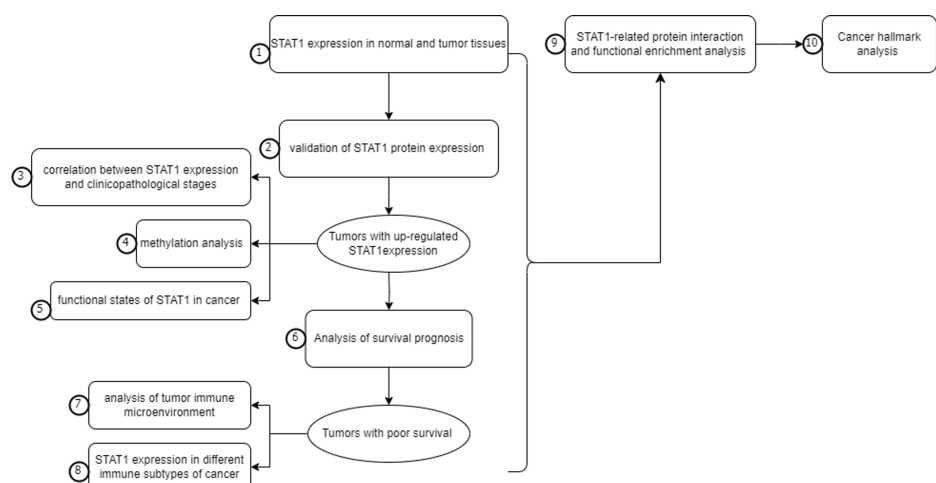 1
STAT1 expression in normal and tumor tissues
2
validation of STAT1 protein expression
3
correlation between STAT1 expression
and clinicopathological stages
4
methylation analysis
Tumors with up-regulated
STAT1expression
5
functional states of STAT1 in cancer
6
Analysis of survival prognosis
7
analysis of tumor immune
microenvironment
Tumors with poor survival
8
STAT1 expression in different
immune subtypes of cancer
9
STAT1-related protein interaction
and functional enrichment analysis
10
Cancer hallmark
analysis